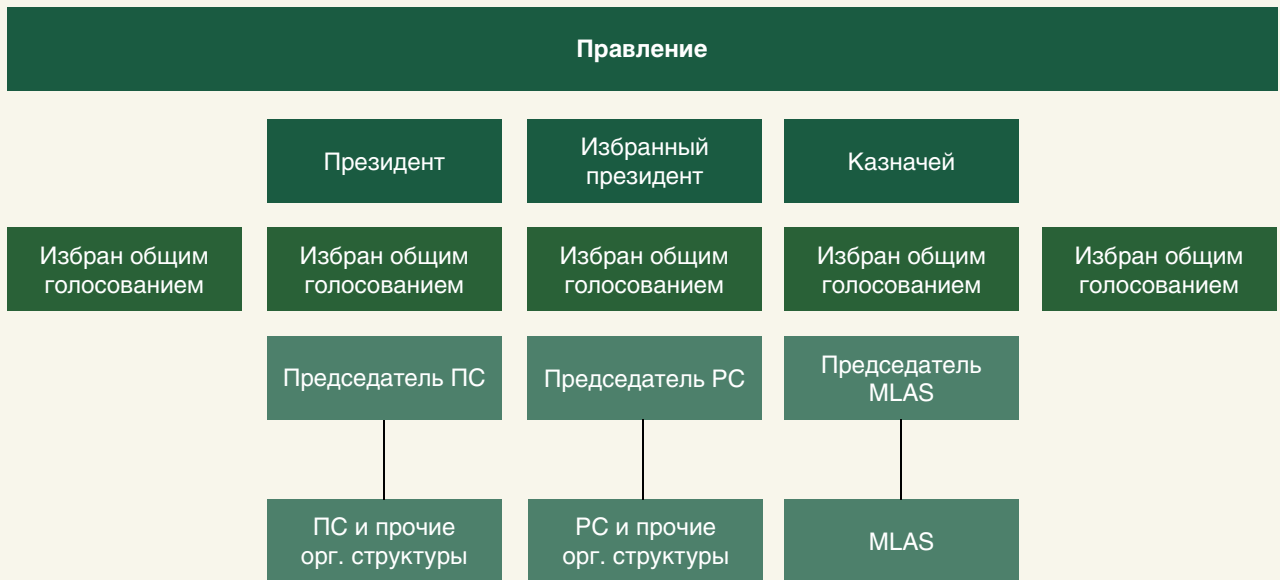 Правление
Президент
Избранный
президент
Казначей
Избран общим
голосованием
Избран общим
голосованием
Избран общим
голосованием
Избран общим
голосованием
Избран общим
голосованием
Председатель ПС
Председатель РС
Председатель
MLAS
ПС и прочие
орг. структуры
РС и прочие
орг. структуры
MLAS